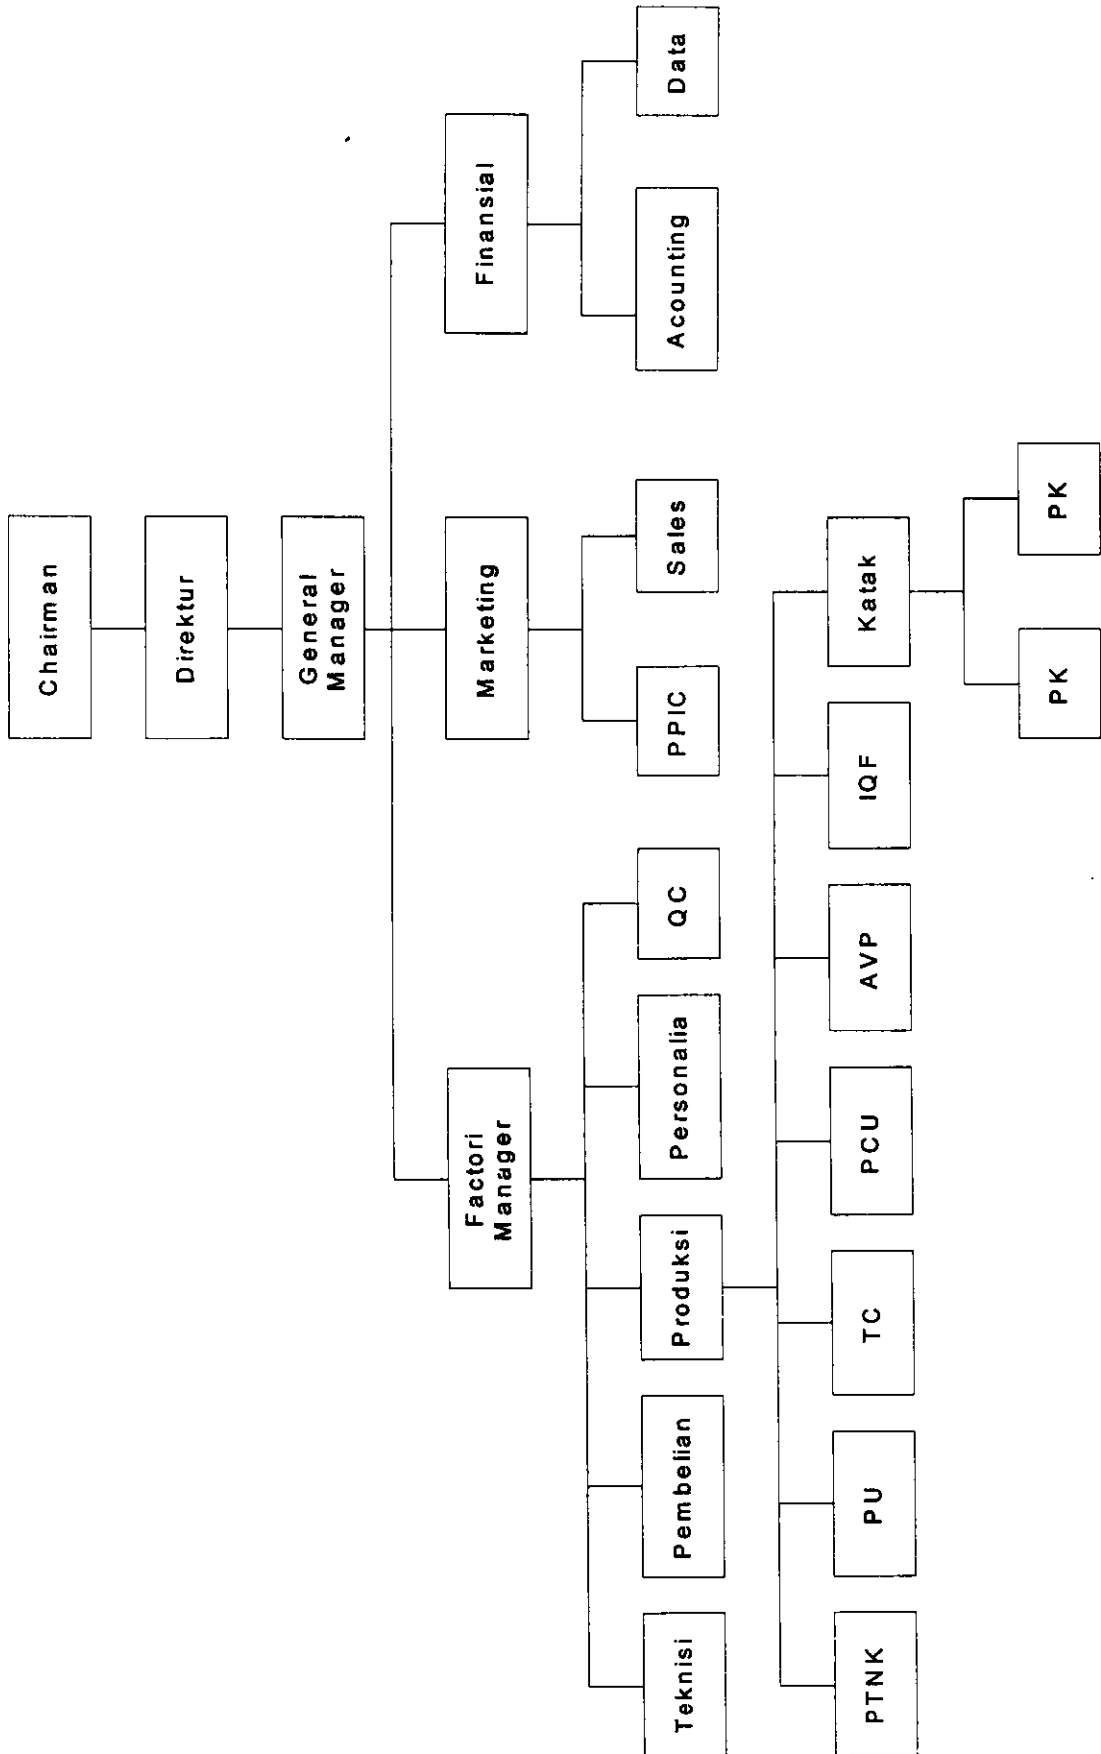 Chairman
Direktur
General
Manager
Factori
Manager
Marketing
Finansial
Teknisi
Pembelian
Produksi
Personalia
QC
PPIC
Sales
Acounting
Data
PTNK
PU
TC
PCU
AVP
IQF
Katak
PK
PK